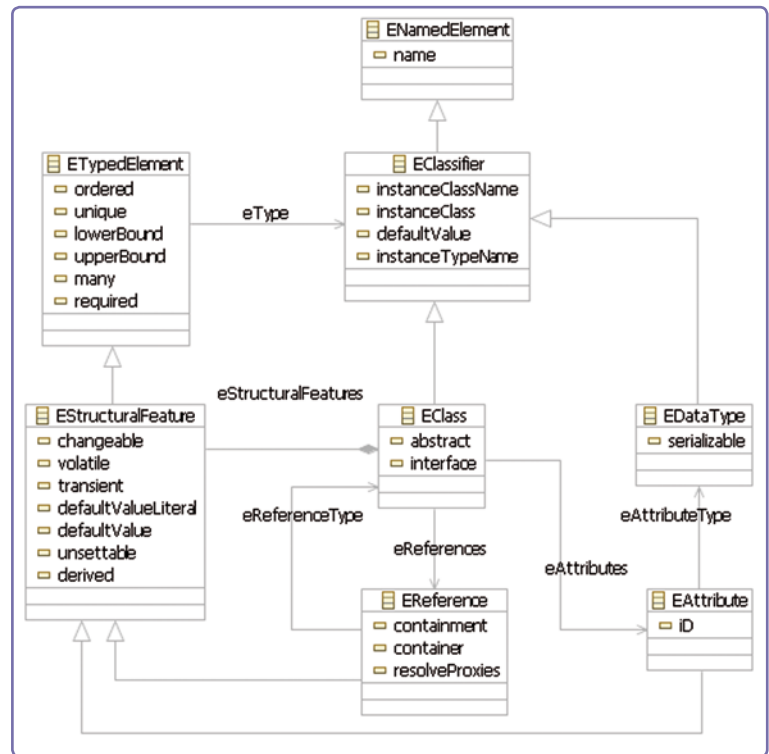 ENamedElement
name
ETypedElement
ordered
unique
lowerBound
upperBound
many
required
eType
EClassifier
instanceClassName
instanceClass
defaultValue
instanceTypeName
eStructuralFeatures
EStructuralFeature
changeable
volatile
transient
defaultValueLiteral
defaultValue
unsettable
derived
EClass
abstract
interface
EDataType
serializable
eReferenceType
eReferences
eAttributes
eAttributeType
EReference
containment
container
resolveProxies
EAttribute
iD